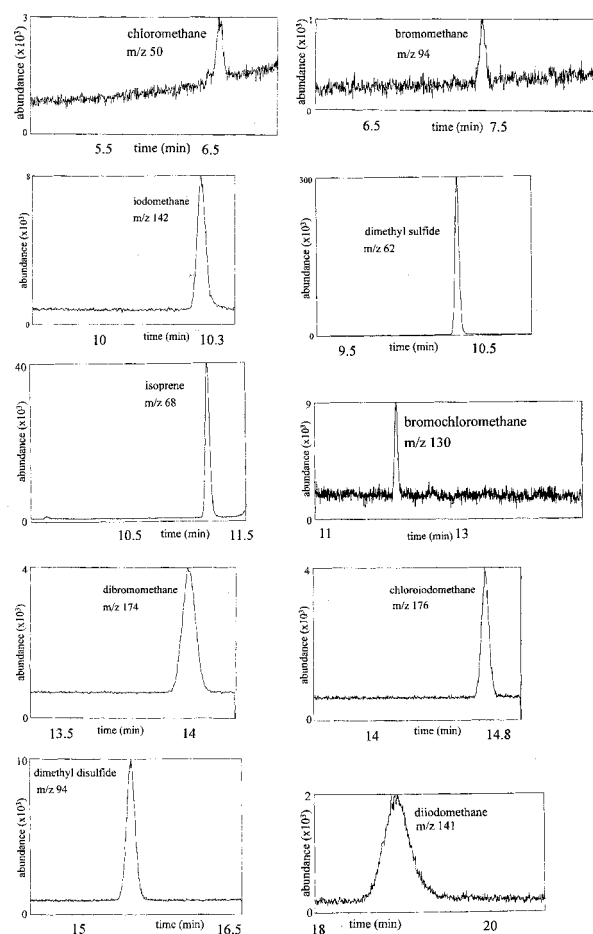 3
chloromethane
m/z 50
abundance (x10³)
0
5.5 time (min) 6.5
1
bromomethane
m/z 94
abundance (x10³)
0
6.5 time (min) 7.5
8
iodomethane
m/z 142
abundance (x10³)
0
10 time (min) 10.3
300
dimethyl sulfide
m/z 62
abundance (x10³)
0
9.5 time (min) 10.5
40
isoprene
m/z 68
abundance (x10³)
0
10.5 time (min) 11.5
9
bromochloromethane
m/z 130
abundance (x10³)
0
11 time (min) 13
4
dibromomethane
m/z 174
abundance (x10³)
0
13.5 time (min) 14
4
chloroiodomethane
m/z 176
abundance (x10³)
0
14 time (min) 14.8
10
dimethyl disulfide
m/z 94
abundance (x10³)
0
15 time (min) 16.5
2
diiodomethane
m/z 141
abundance (x10³)
0
18 time (min) 20